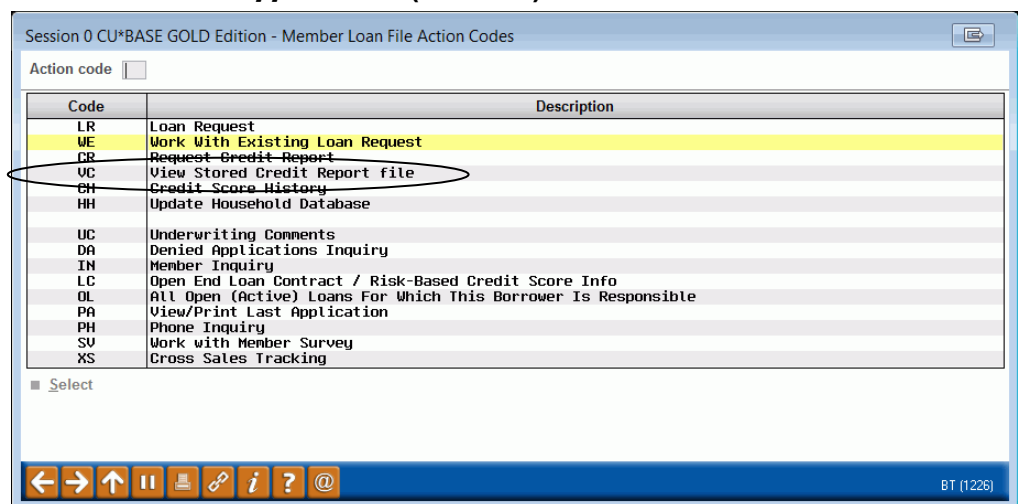 Session 0 CU*BASE GOLD Edition - Member Loan File Action Codes
Action code
Code Description
LR Loan Request
WE Work With Existing Loan Request
CR Request Credit Report
VC View Stored Credit Report file
CH Credit Score History
HH Update Household Database
UC Underwriting Comments
DA Denied Applications Inquiry
IN Member Inquiry
LC Open End Loan Contract / Risk-Based Credit Score Info
OL All Open (Active) Loans For Which This Borrower Is Responsible
PA View/Print Last Application
PH Phone Inquiry
SV Work with Member Survey
XS Cross Sales Tracking
Select
i ? @
BT (1226)